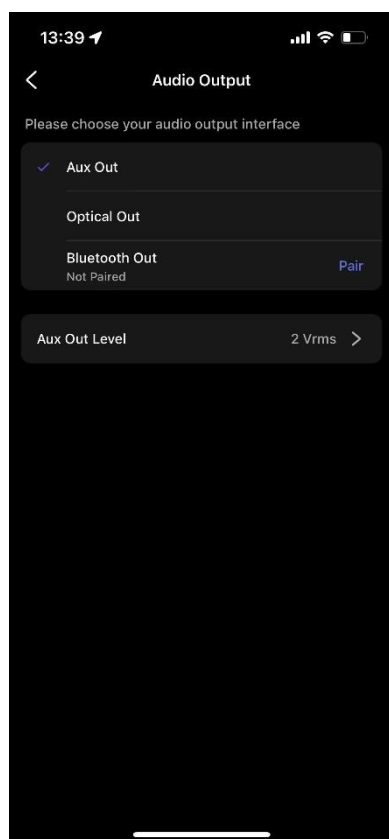 13:39
Audio Output
Please choose your audio output interface
Aux Out
Optical Out
Bluetooth Out
Pair
Not Paired
Aux Out Level 2 Vrms